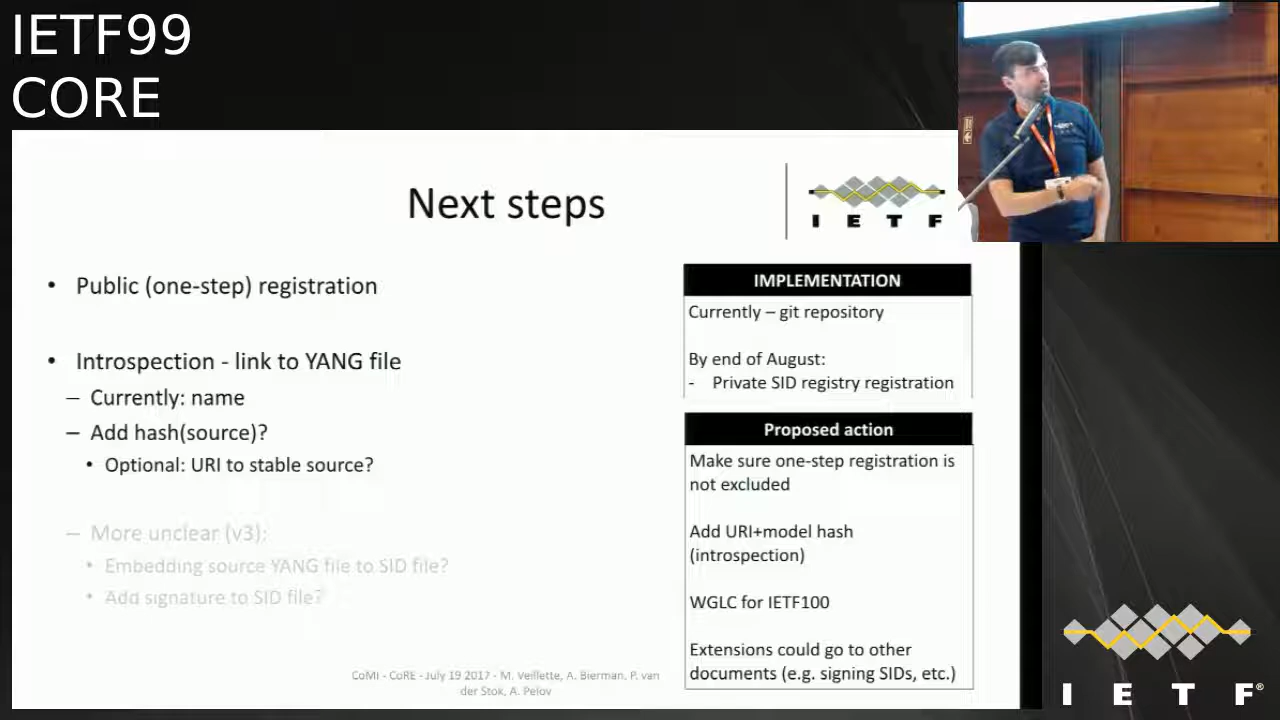 IETF99
CORE
Next steps
I E T F
• Public (one-step) registration
• Introspection - link to YANG file
– Currently: name
– Add hash(source)?
• Optional: URI to stable source?
– More unclear (v3):
• Embedding source YANG file to SID file?
• Add signature to SID file?
IMPLEMENTATION
Currently – git repository
By end of August:
- Private SID registry registration
Proposed action
Make sure one-step registration is
not excluded
Add URI+model hash
(introspection)
WGLC for IETF100
Extensions could go to other
documents (e.g. signing SIDs, etc.)
CoMI - CoRE - July 19 2017 - M. Veillette, A. Bierman, P. van
der Stok, A. Pelov
I E T F®